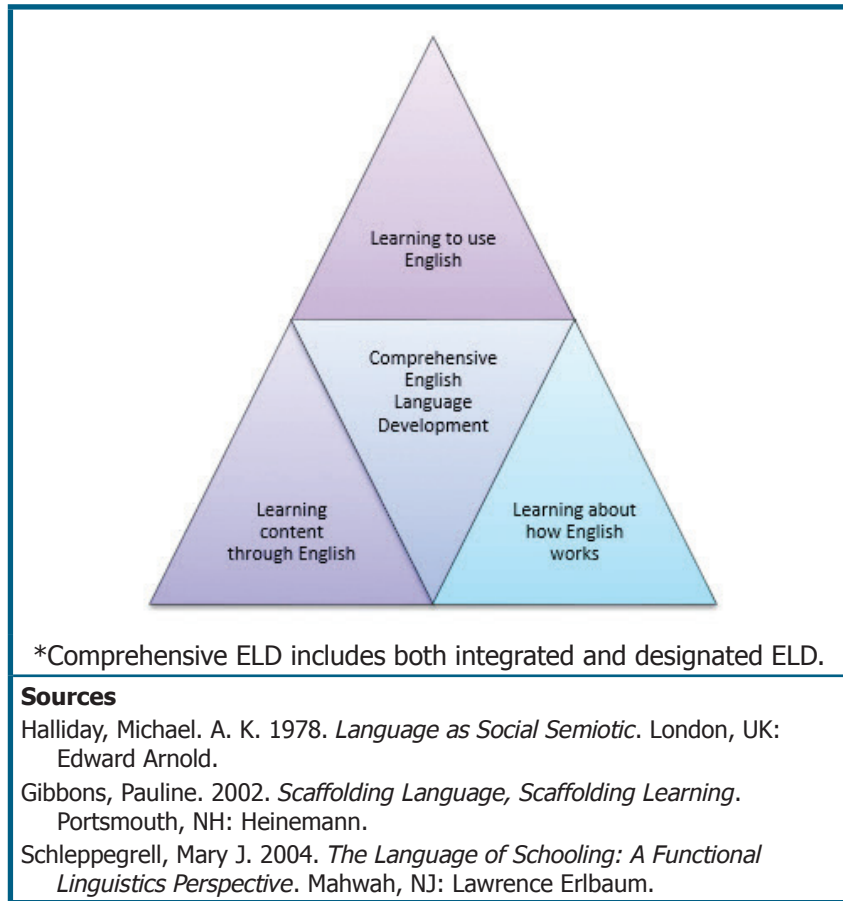 Learning to use
English
Comprehensive
English
Language
Development
Learning
content
through English
Learning about
how English
works
*Comprehensive ELD includes both integrated and designated ELD.
Sources
Halliday, Michael. A. K. 1978. Language as Social Semiotic. London, UK:
Edward Arnold.
Gibbons, Pauline. 2002. Scaffolding Language, Scaffolding Learning.
Portsmouth, NH: Heinemann.
Schleppegrell, Mary J. 2004. The Language of Schooling: A Functional
Linguistics Perspective. Mahwah, NJ: Lawrence Erlbaum.